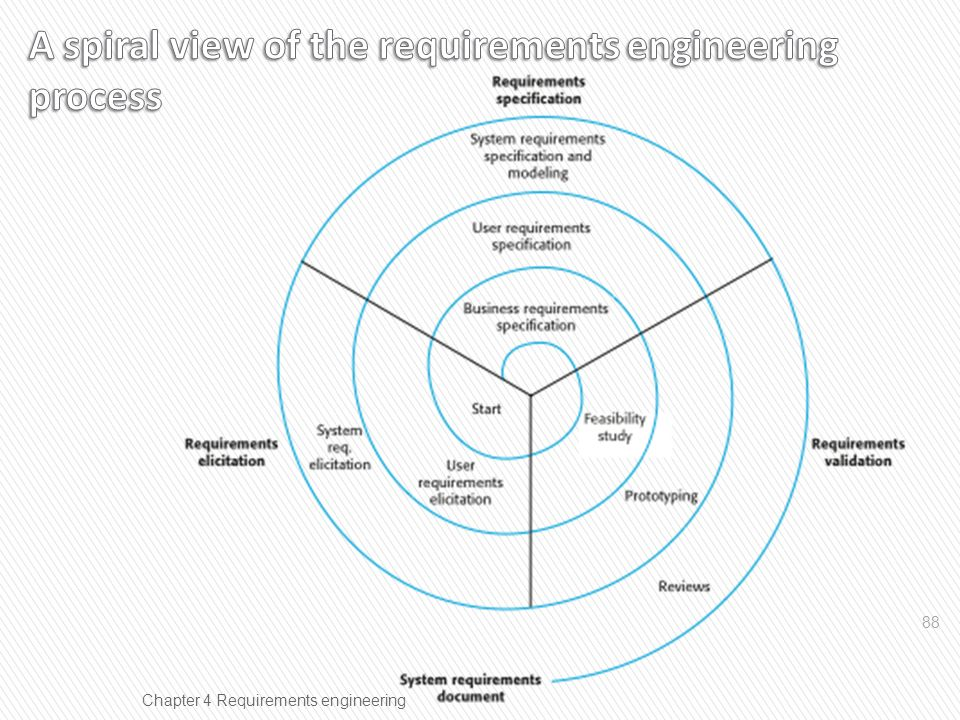 A spiral view of the requirements engineering
process
Requirements
specification
System requirements
specification and
modeling
User requirements
specification
Business requirements
specification
Start
Feasibility
study
Requirements
elicitation
System
req.
elicitation
User
requirements
elicitation
Requirements
validation
Prototyping
Reviews
88
System requirements
document
Chapter 4 Requirements engineering